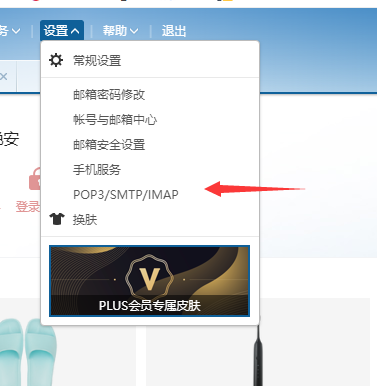 务 设置 帮助 退出
常规设置
邮箱密码修改
帐号与邮箱中心
安
邮箱安全设置
手机服务
POP3/SMTP/IMAP
登录
换肤
V
PLUS会员专属皮肤